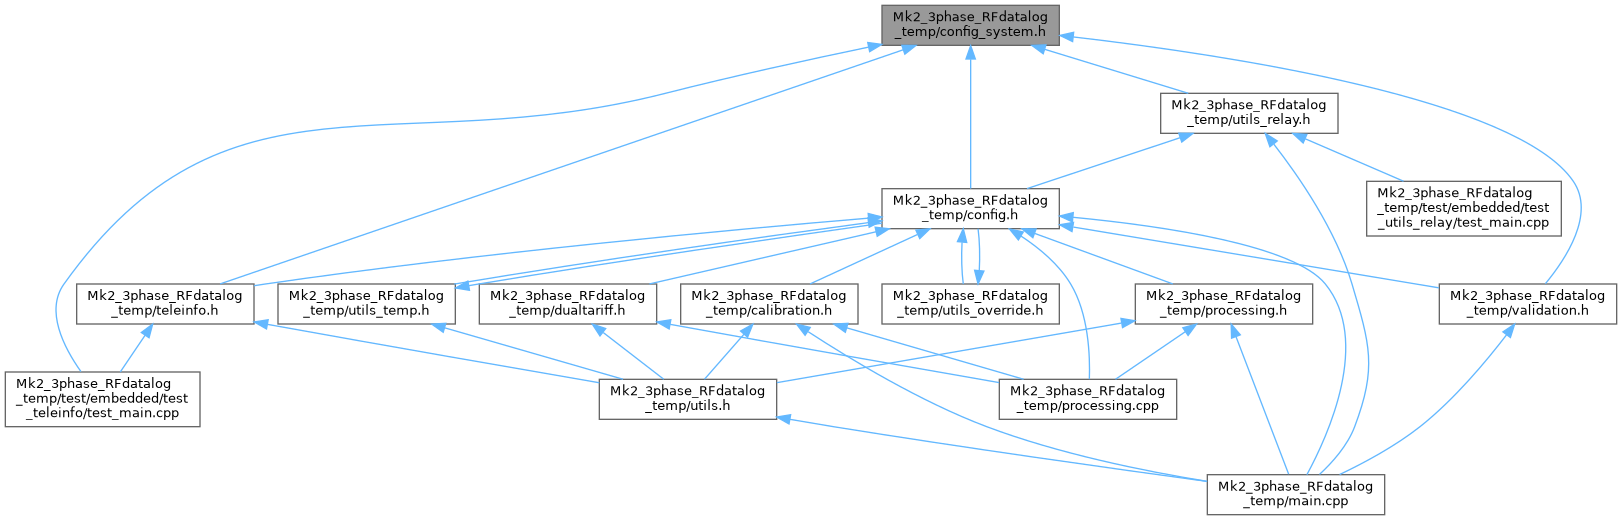 Mk2_3phase_RFdatalog
_temp/config_system.h
Mk2_3phase_RFdatalog
_temp/utils_relay.h
Mk2_3phase_RFdatalog
_temp/test/embedded/test
_utils_relay/test_main.cpp
Mk2_3phase_RFdatalog
_temp/config.h
Mk2_3phase_RFdatalog
_temp/teleinfo.h
Mk2_3phase_RFdatalog
_temp/utils_temp.h
Mk2_3phase_RFdatalog
_temp/dualtariff.h
Mk2_3phase_RFdatalog
_temp/calibration.h
Mk2_3phase_RFdatalog
_temp/utils_override.h
Mk2_3phase_RFdatalog
_temp/processing.h
Mk2_3phase_RFdatalog
_temp/validation.h
Mk2_3phase_RFdatalog
_temp/test/embedded/test
_teleinfo/test_main.cpp
Mk2_3phase_RFdatalog
_temp/utils.h
Mk2_3phase_RFdatalog
_temp/processing.cpp
Mk2_3phase_RFdatalog
_temp/main.cpp